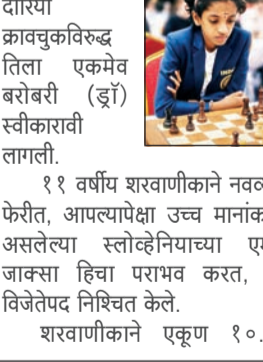 दारिया
क्रावचुकविरुद्ध
तिला एकमेव
बरोबरी (ड्रॉ)
स्वीकारावी
लागली.
११ वर्षीय शरवाणीकाने
फेरीत, आपल्यापेक्षा उच्च
असलेल्या स्लोव्हेनियाच्या
जाक्सा हिचा पराभव करत,
विजेतेपद निश्चित केले.
शरवाणीकाने एकूण १०.